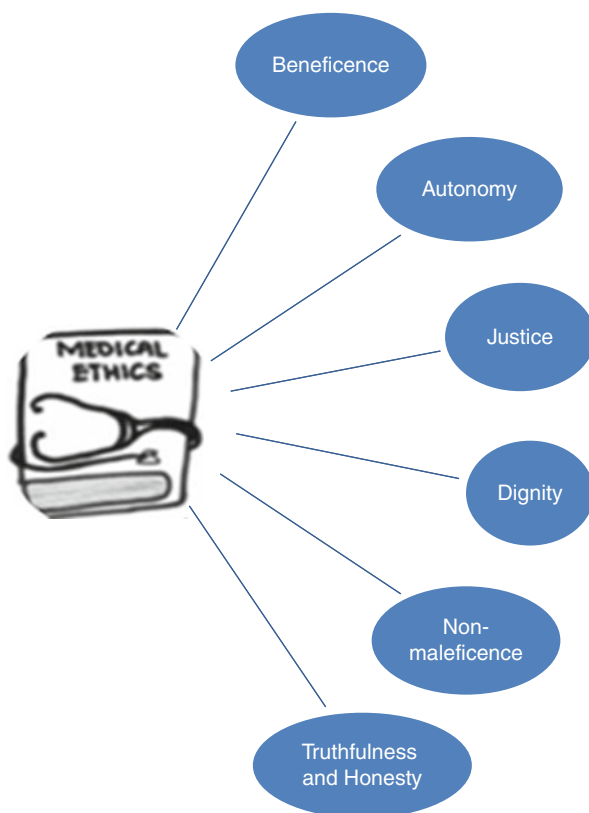 Beneficence
Autonomy
Justice
MEDICAL
ETHICS
Dignity
Non-
maleficence
Truthfulness
and Honesty